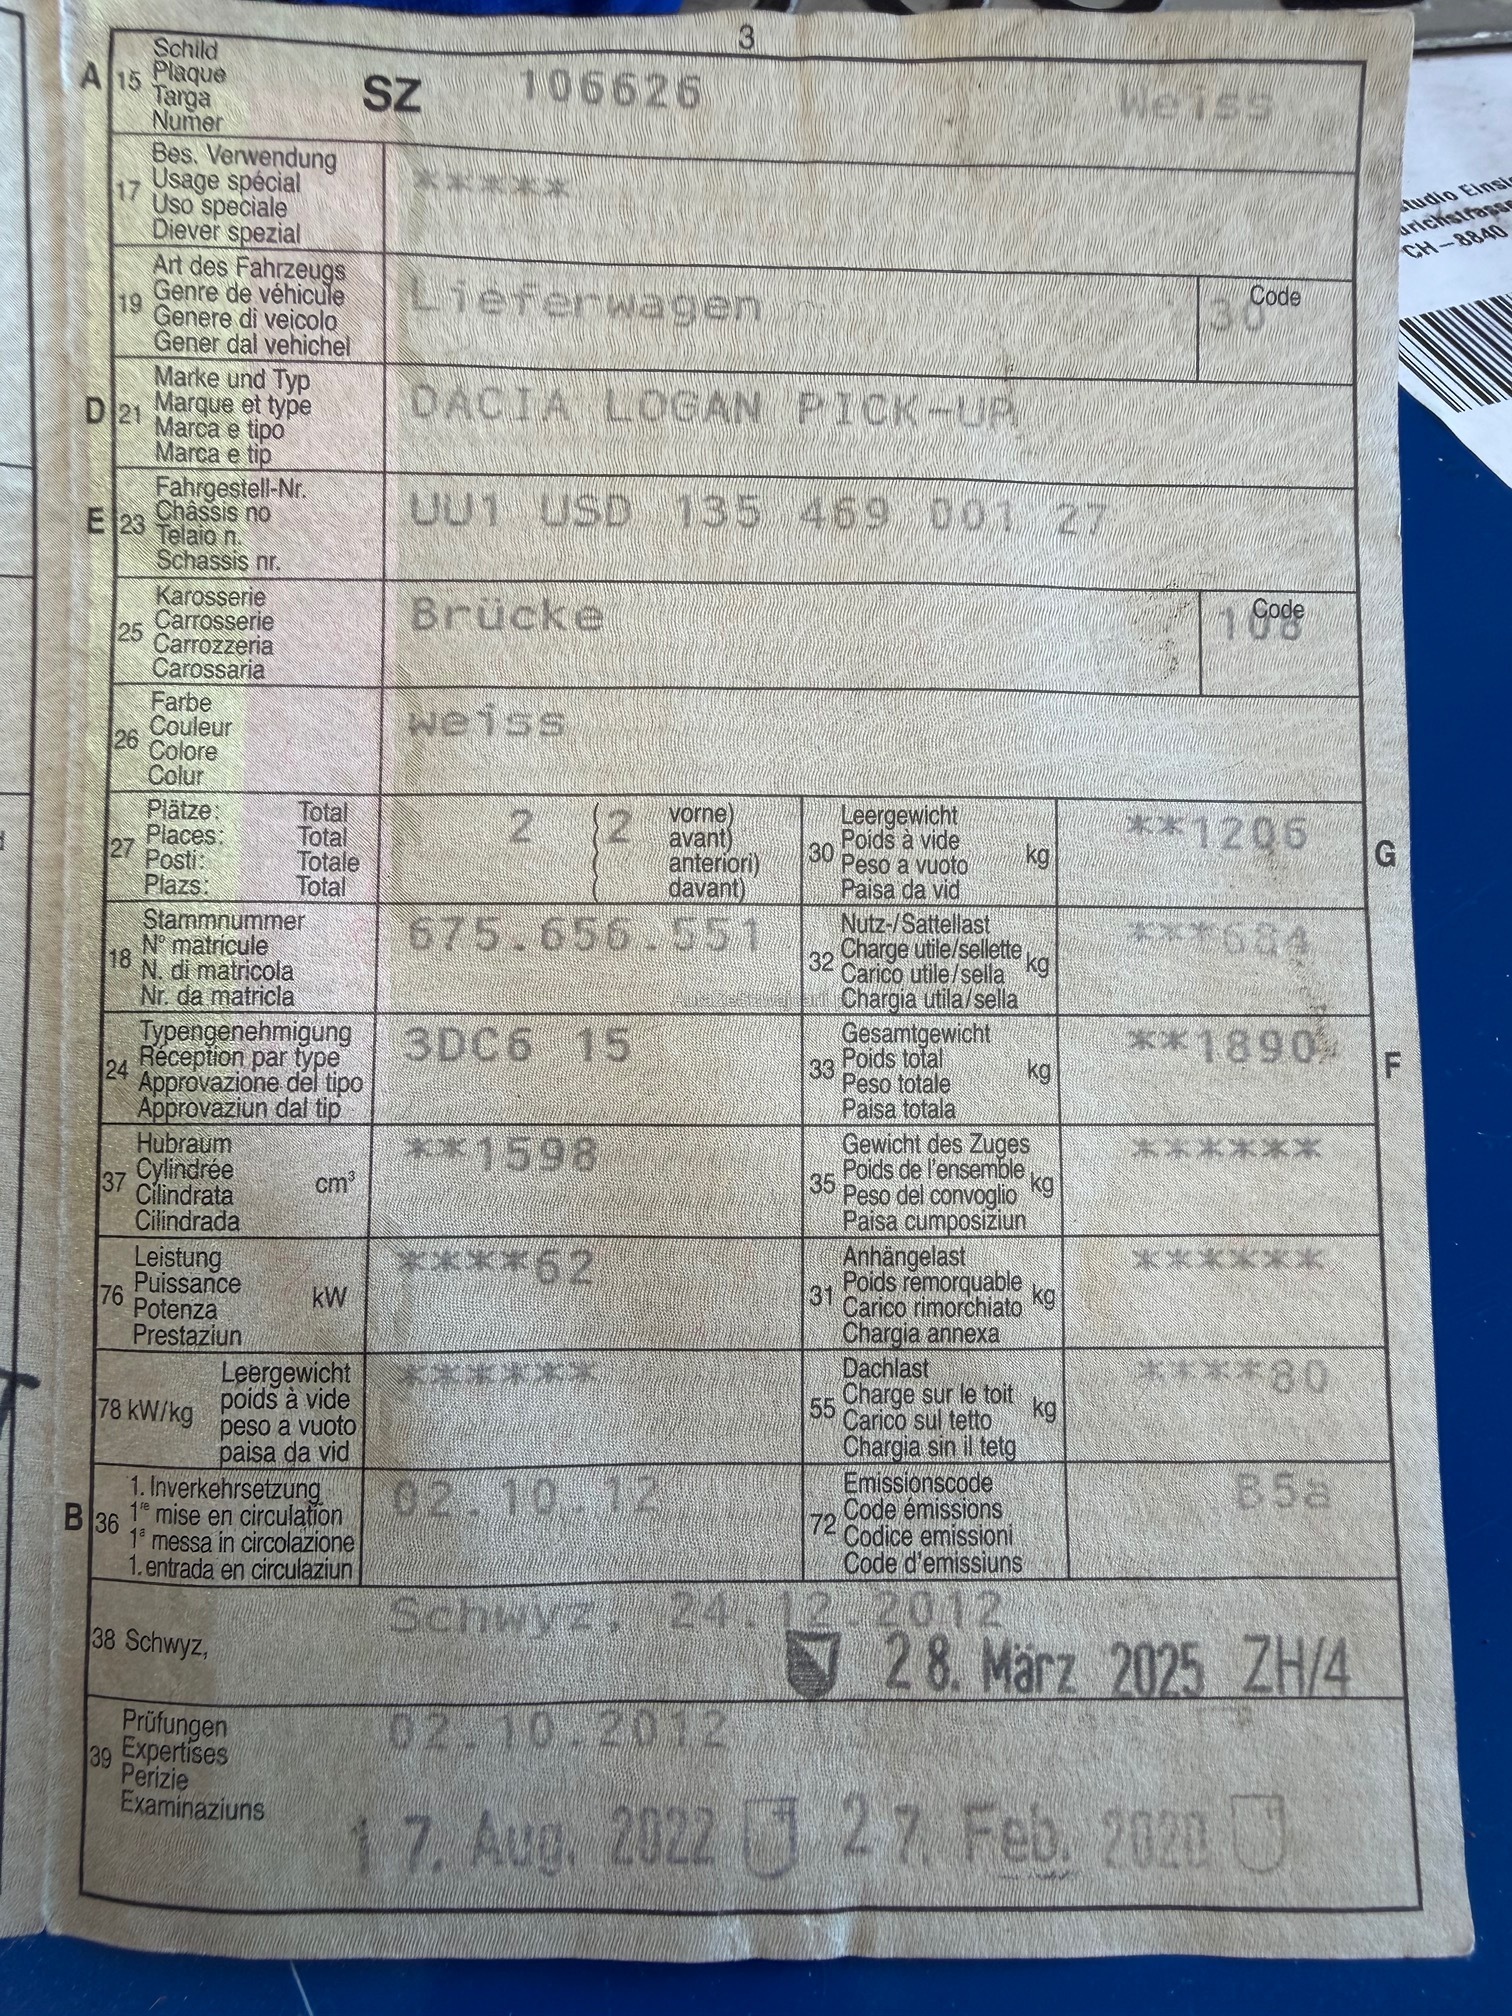 3
A 15 Schild
Plaque
Targa
Numer
SZ 106626 Weiss
17 Bes. Verwendung
Usage spécial
Uso speciale
Diever spezial
*****
19 Art des Fahrzeugs
Genre de véhicule
Genere di veicolo
Gener dal vehichel
Lieferwagen
Code
30
D 21 Marke und Typ
Marque et type
Marca e tipo
Marca e tip
DACIA LOGAN PICK-UP
E 23 Fahrgestell-Nr.
Châssis no
Telaio n.
Schassis nr.
UU1 USD 135 469 001 27
25 Karosserie
Carrosserie
Carrozzeria
Carossaria
Brücke
Code
108
26 Farbe
Couleur
Colore
Colur
weiss
27 Plätze: Total
Places: Total
Posti: Totale
Plazs: Total
2 (2 vorne)
( avant)
( anteriori)
( davant)
30 Leergewicht
Poids à vide
Peso a vuoto
Paisa da vid
kg
**1206
G
18 Stammnummer
N° matricule
N. di matricola
Nr. da matricla
675.656.551
32 Nutz-/Sattellast
Charge utile/sellette
Carico utile/sella
Chargia utila/sella
kg
***684
24 Typengenehmigung
Réception par type
Approvazione del tipo
Approvaziun dal tip
3DC6 15
33 Gesamtgewicht
Poids total
Peso totale
Paisa totala
kg
**1890
F
37 Hubraum
Cylindrée
Cilindrata
Cilindrada
cm³
**1598
35 Gewicht des Zuges
Poids de l'ensemble
Peso del convoglio
Paisa cumposiziun
kg
******
76 Leistung
Puissance
Potenza
Prestaziun
kW
****62
31 Anhängelast
Poids remorquable
Carico rimorchiato
Chargia annexa
kg
******
78 kW/kg
Leergewicht
poids à vide
peso a vuoto
paisa da vid
******
55 Dachlast
Charge sur le toit
Carico sul tetto
Chargia sin il tetg
kg
****80
B 36 1. Inverkehrsetzung
1re mise en circulation
1a messa in circolazione
1. entrada en circulaziun
02.10.12
72 Emissionscode
Code émissions
Codice emissioni
Code d'emissiuns
B5a
38 Schwyz,
Schwyz, 24.12 2012
28. März 2025 ZH/4
39 Prüfungen
Expertises
Perizie
Examinaziuns
02.10.2012
17. Aug. 2022 27. Feb. 2020
CH-8840